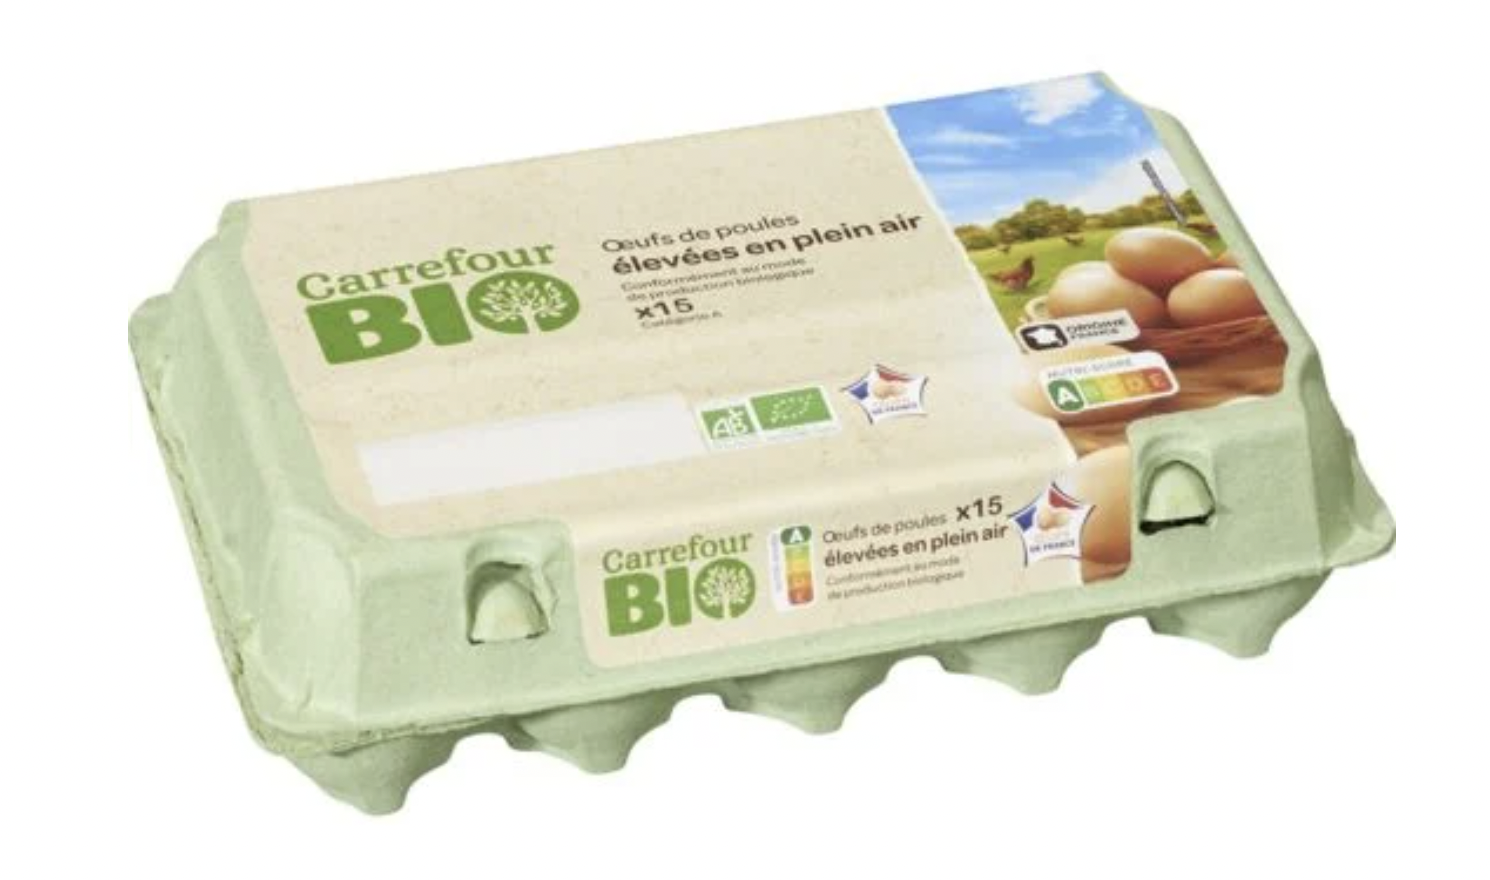 Carrefour
BIO
Œufs de poules
élevées en plein air
Conformément au mode
de production biologique
x15
Catégorie A
ORIGINE
FRANCE
NUTRI-SCORE
A B C D E
AB
DE FRANCE
Carrefour
BIO
A
Œufs de poules x15
élevées en plein air
Conformément au mode
de production biologique
DE FRANCE